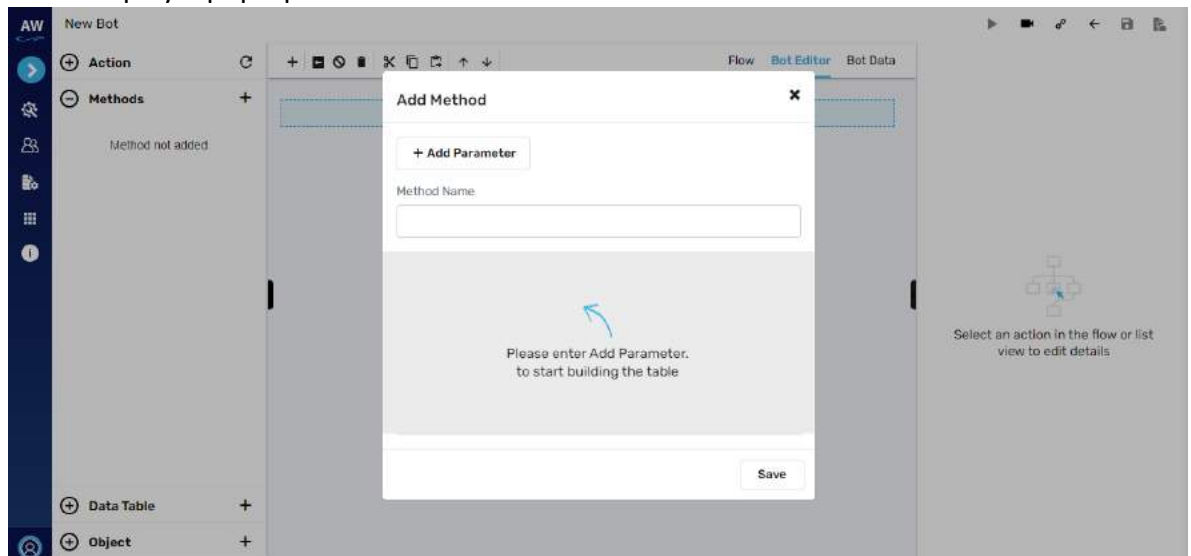 AW
New Bot
Action
Methods
Method not added
Flow Bot Editor Bot Data
Add Method
+ Add Parameter
Method Name
Please enter Add Parameter.
to start building the table
Save
Select an action in the flow or list
view to edit details
Data Table
Object